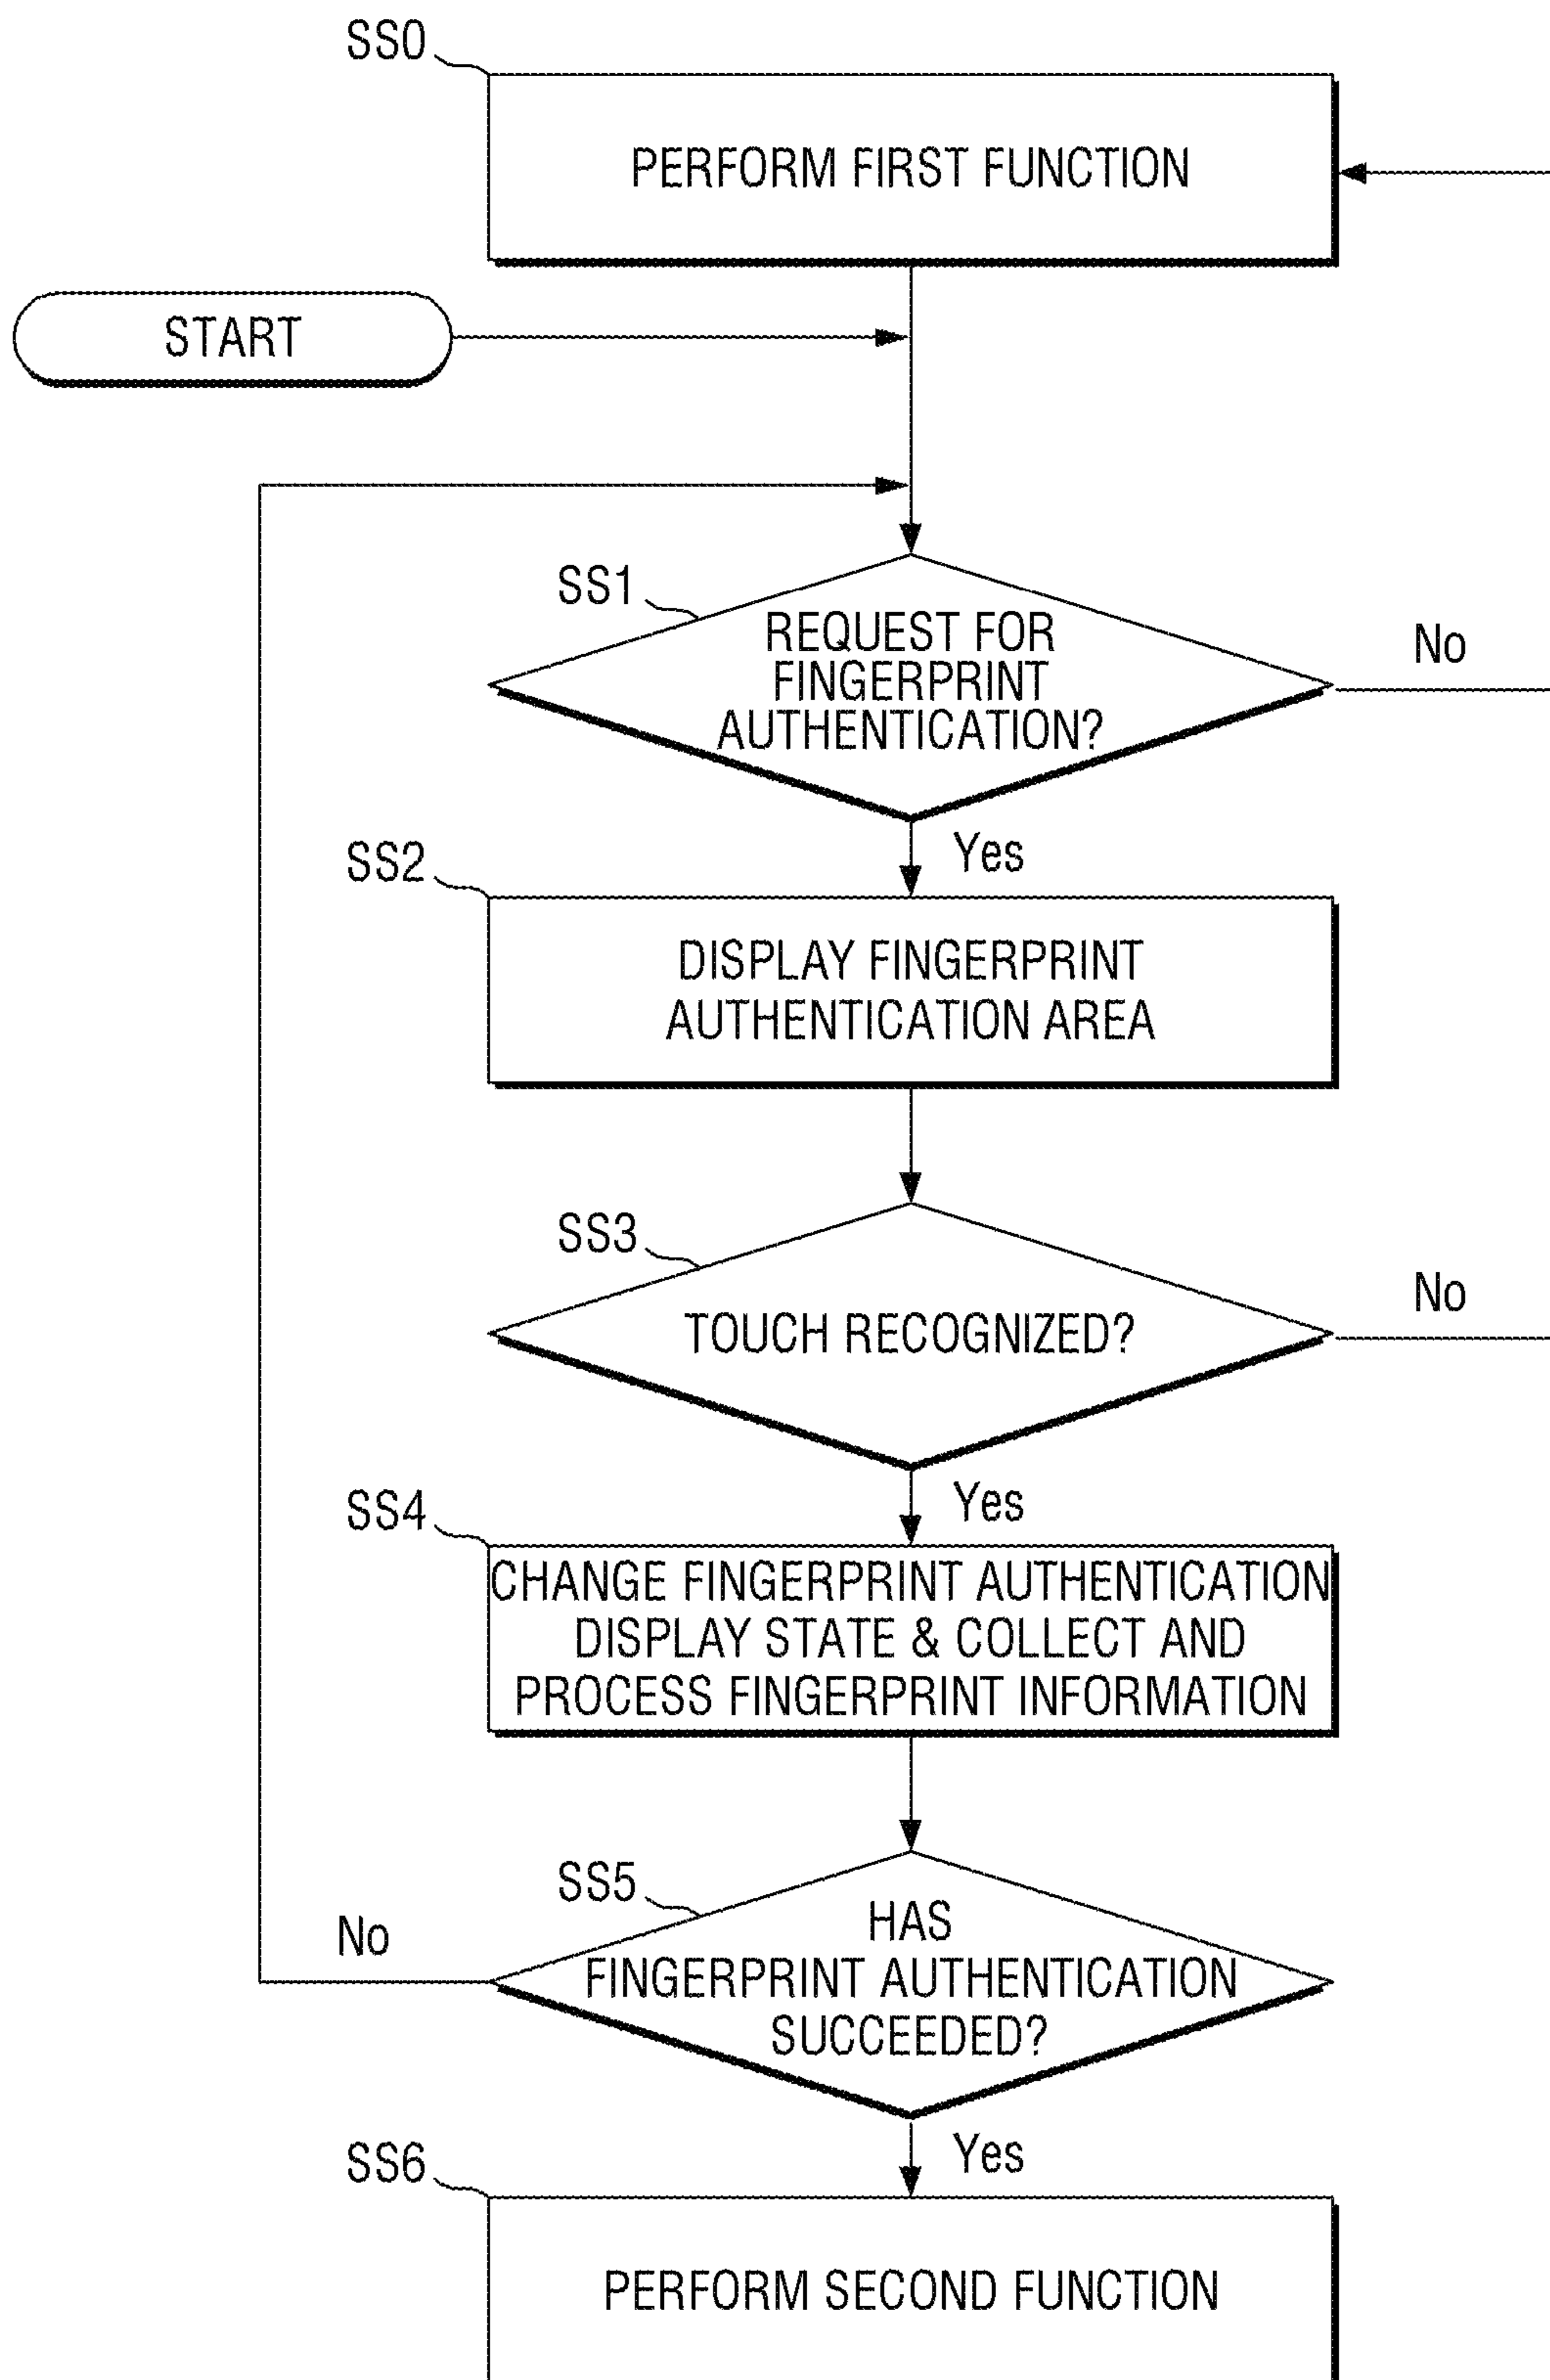 SS0
PERFORM FIRST FUNCTION
START
SS1
REQUEST FOR
FINGERPRINT
AUTHENTICATION?
No
Yes
SS2
DISPLAY FINGERPRINT
AUTHENTICATION AREA
SS3
TOUCH RECOGNIZED?
No
Yes
SS4
CHANGE FINGERPRINT AUTHENTICATION
DISPLAY STATE & COLLECT AND
PROCESS FINGERPRINT INFORMATION
SS5
HAS
FINGERPRINT AUTHENTICATION
SUCCEEDED?
No
Yes
SS6
PERFORM SECOND FUNCTION